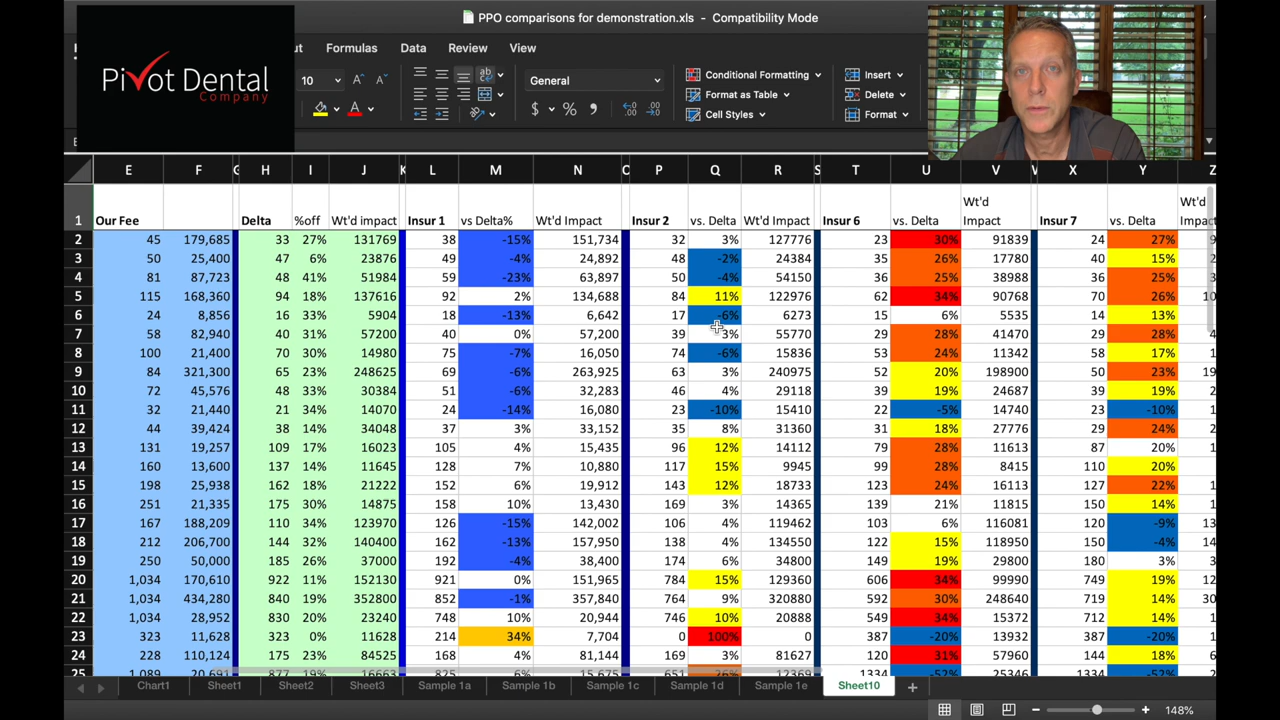 PPO comparisons for demonstration.xls - Compatibility Mode
Pivot Dental
Company
Formulas Data Review View
10 A A General Conditional Formatting Insert
$ % Format as Table Delete
A Cell Styles Format
E F G H I J K L M N O P Q R S T U V W X Y Z
1 Our Fee Delta %off Wt'd impact Insur 1 vs Delta% Wt'd Impact Insur 2 vs. Delta Wt'd Impact Insur 6 vs. Delta Wt'd Impact Insur 7 vs. Delta Wt'd
2 45 179,685 33 27% 131769 38 -15% 151,734 32 3% 127776 23 30% 91839 24 27%
3 50 25,400 47 6% 23876 49 -4% 24,892 48 -2% 24384 35 26% 17780 40 15%
4 81 87,723 48 41% 51984 59 -23% 63,897 50 -4% 54150 36 25% 38988 36 25%
5 115 168,360 94 18% 137616 92 2% 134,688 84 11% 122976 62 34% 90768 70 26%
6 24 8,856 16 33% 5904 18 -13% 6,642 17 -6% 6273 15 6% 5535 14 13%
7 58 82,940 40 31% 57200 40 0% 57,200 39 3% 55770 29 28% 41470 29 28%
8 100 21,400 70 30% 14980 75 -7% 16,050 74 -6% 15836 53 24% 11342 58 17%
9 84 321,300 65 23% 248625 69 -6% 263,925 63 3% 240975 52 20% 198900 50 23%
10 72 45,576 48 33% 30384 51 -6% 32,283 46 4% 29118 39 19% 24687 39 19%
11 32 21,440 21 34% 14070 24 -14% 16,080 23 -10% 15410 22 -5% 14740 23 -10%
12 44 39,424 38 14% 34048 37 3% 33,152 35 8% 31360 31 18% 27776 29 24%
13 131 19,257 109 17% 16023 105 4% 15,435 96 12% 14112 79 28% 11613 87 20%
14 160 13,600 137 14% 11645 128 7% 10,880 117 15% 9945 99 28% 8415 110 20%
15 198 25,938 162 18% 21222 152 6% 19,912 143 12% 18733 123 24% 16113 127 22%
16 251 21,335 175 30% 14875 158 10% 13,430 169 3% 14365 119 21% 11815 150 14%
17 167 188,209 110 34% 123970 126 -15% 142,002 106 4% 119462 103 6% 116081 120 -9%
18 212 206,700 144 32% 140400 162 -13% 157,950 138 4% 134550 122 15% 118950 150 -4%
19 250 50,000 185 26% 37000 192 -4% 38,400 174 6% 34800 149 19% 29800 180 3%
20 1,034 170,610 922 11% 152130 921 0% 151,965 784 15% 129360 606 34% 99990 749 19%
21 1,034 434,280 840 19% 352800 852 -1% 357,840 764 9% 320880 592 30% 248640 719 14%
22 1,034 28,952 830 20% 23240 748 10% 20,944 746 10% 20888 549 34% 15372 712 14%
23 323 11,628 323 0% 11628 214 34% 7,704 0 100% 0 387 -20% 13932 387 -20%
24 228 110,124 175 23% 84525 168 4% 81,144 169 3% 81627 120 31% 57960 144 18%
25 1,089 20,691 877 19% 825 6% 15,675 651 26% 12369 1334 -52% 25346 1334 -52%
Chart1 Sheet1 Sheet2 Sheet3 Sample 1a Sample 1b Sample 1c Sample 1d Sample 1e Sheet10 +
148%